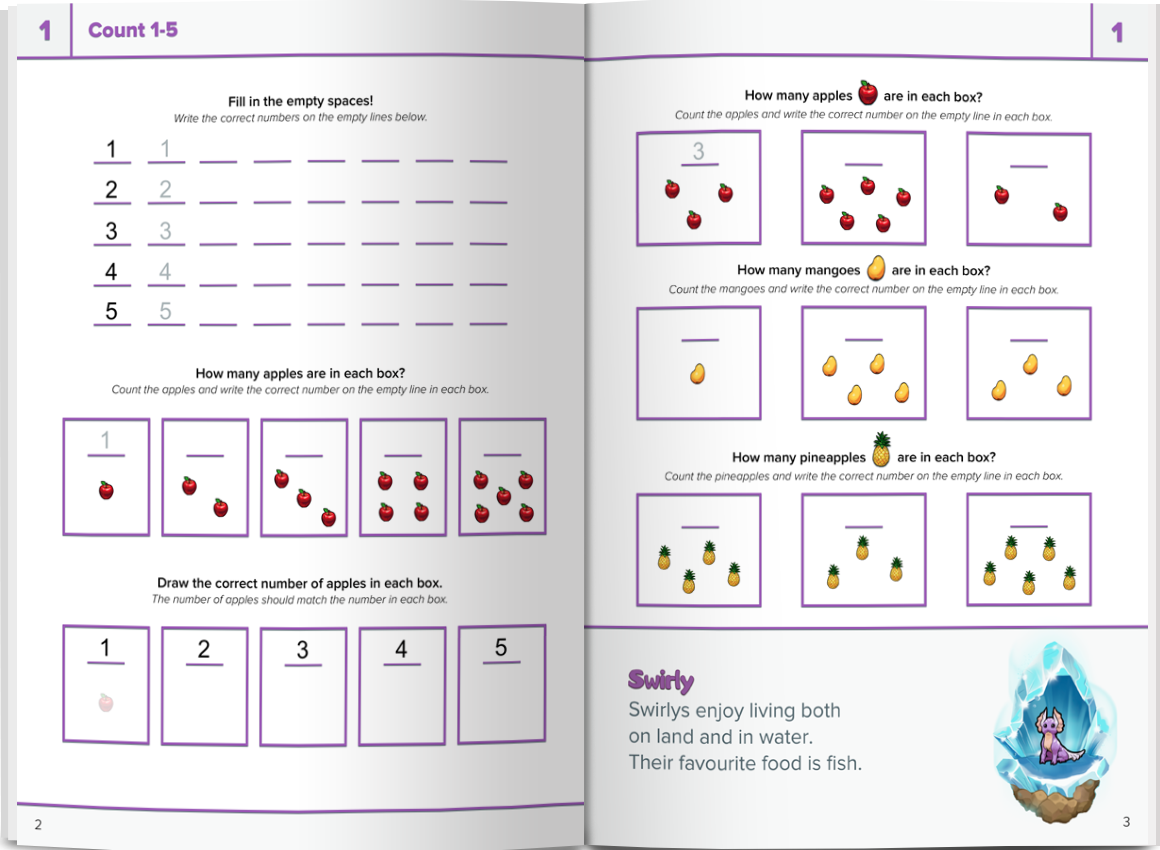 1 Count 1-5
Fill in the empty spaces!
Write the correct numbers on the empty lines below.
1 1
2 2
3 3
4 4
5 5
How many apples are in each box?
Count the apples and write the correct number on the empty line in each box.
1
Draw the correct number of apples in each box.
The number of apples should match the number in each box.
1 2 3 4 5
2
1
How many apples are in each box?
Count the apples and write the correct number on the empty line in each box.
3
How many mangoes are in each box?
Count the mangoes and write the correct number on the empty line in each box.
How many pineapples are in each box?
Count the pineapples and write the correct number on the empty line in each box.
Swirly
Swirlys enjoy living both
on land and in water.
Their favourite food is fish.
3